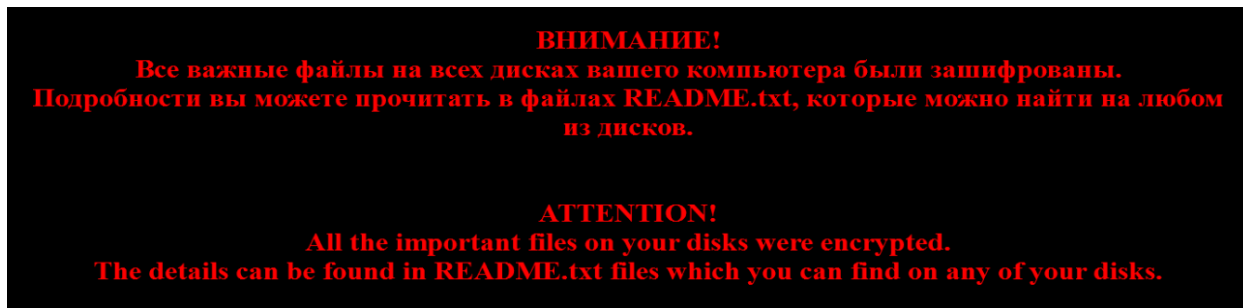 ВНИМАНИЕ!
Все важные файлы на всех дисках вашего компьютера были зашифрованы.
Подробности вы можете прочитать в файлах README.txt, которые можно найти на любом
из дисков.
ATTENTION!
All the important files on your disks were encrypted.
The details can be found in README.txt files which you can find on any of your disks.